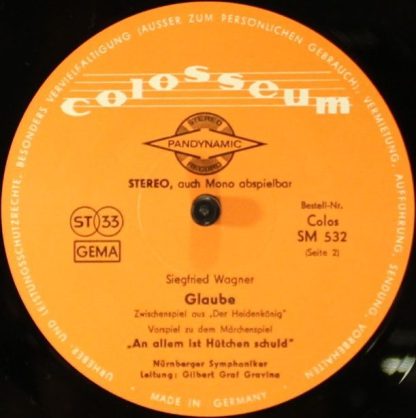 URHEBER- UND LEISTUNGSSCHUTZRECHTE, BESONDERS VERVIELFÄLTIGUNG (AUSSER ZUM PERSÖNLICHEN GEBRAUCH), VERMIETUNG, AUFFÜHRUNG, SENDUNG, VORBEHALTEN
colosseum
STEREO
PANDYNAMIC
RECORD
STEREO, auch Mono abspielbar
ST 33
GEMA
Bestell-Nr.
Colos
SM 532
(Seite 2)
Siegfried Wagner
Glaube
Zwischenspiel aus „Der Heidenkönig"
Vorspiel zu dem Märchenspiel
„An allem ist Hütchen schuld"
Nürnberger Symphoniker
Leitung: Gilbert Graf Gravina
MADE IN GERMANY